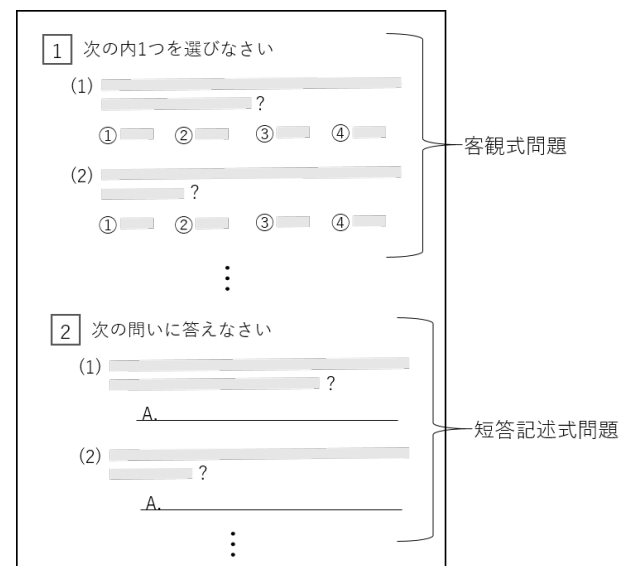 1 次の内1つを選びなさい
(1)
?
① ② ③ ④
客観式問題
(2)
?
① ② ③ ④
⋮
2 次の問いに答えなさい
(1)
?
A.
短答記述式問題
(2)
?
A.
⋮